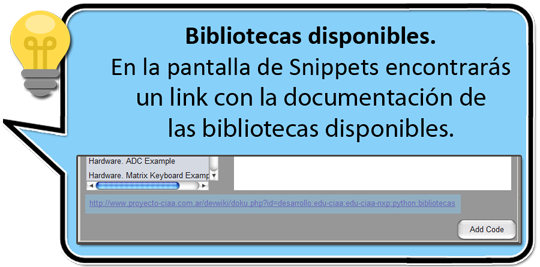 Bibliotecas disponibles.
En la pantalla de Snippets encontrarás
un link con la documentación de
las bibliotecas disponibles.
Hardware. ADC Example
Hardware. Matrix Keyboard Examp
http://www.proyecto-ciaa.com.ar/devwiki/doku.php?id=desarrollo:edu-ciaa:edu-ciaa-nxp:python:bibliotecas
Add Code